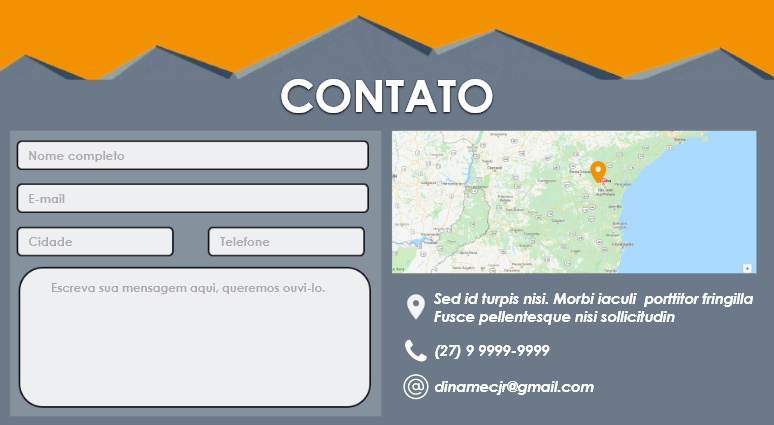 CONTATO
Nome completo
E-mail
Cidade
Telefone
Escreva sua mensagem aqui, queremos ouvi-lo.
Sed id turpis nisi. Morbi iaculi porttitor fringilla
Fusce pellentesque nisi sollicitudin
(27) 9 9999-9999
dinamecjr@gmail.com